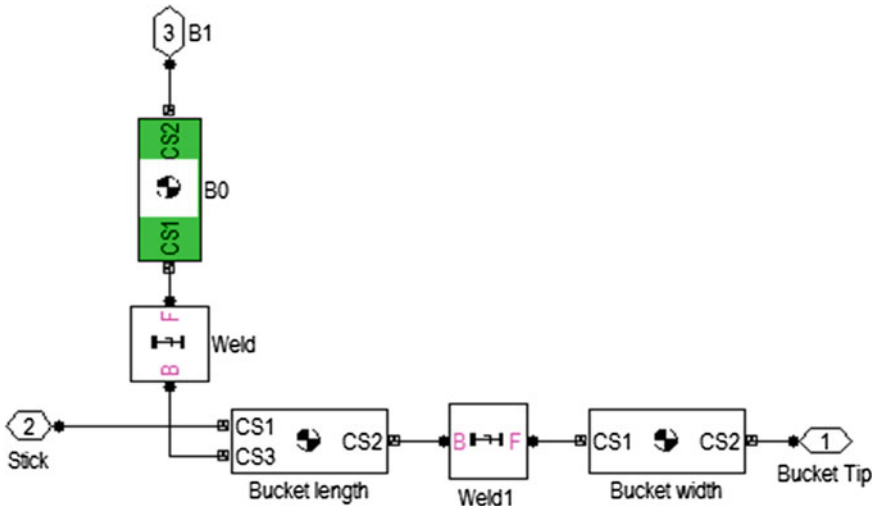 3 B1
CS2
B0
CS1
F
Weld
B
2
CS1
CS3
CS2
B F
CS1
CS2
1
Stick
Bucket length
Weld1
Bucket width
Bucket Tip